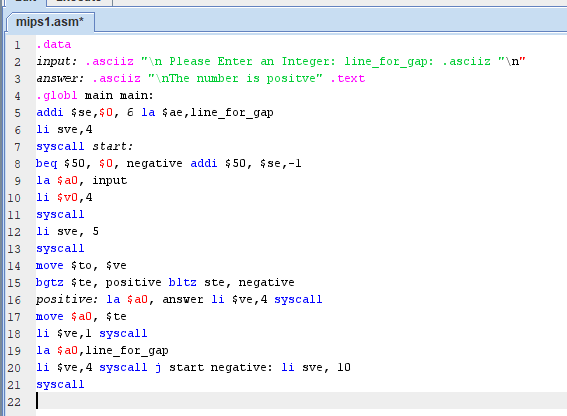 Edit Execute
mips1.asm*
1 .data
2 input: .asciiz "\n Please Enter an Integer: line_for_gap: .asciiz "\n"
3 answer: .asciiz "\nThe number is positve" .text
4 .globl main main:
5 addi $se,$0, 6 la $ae,line_for_gap
6 li sve,4
7 syscall start:
8 beq $50, $0, negative addi $50, $se,-1
9 la $a0, input
10 li $v0,4
11 syscall
12 li sve, 5
13 syscall
14 move $to, $ve
15 bgtz $te, positive bltz ste, negative
16 positive: la $a0, answer li $ve,4 syscall
17 move $a0, $te
18 li $ve,1 syscall
19 la $a0,line_for_gap
20 li $ve,4 syscall j start negative: li sve, 10
21 syscall
22